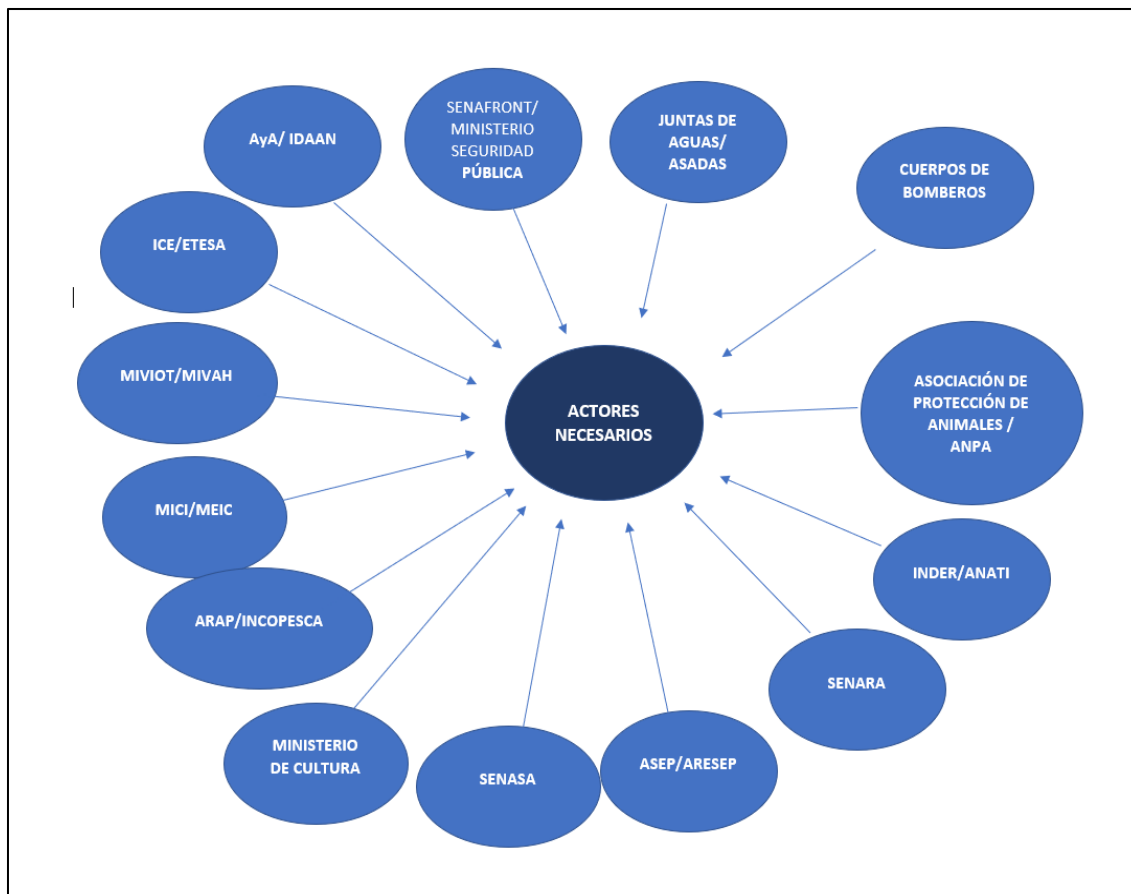 SENAFRONT/
MINISTERIO
SEGURIDAD
PÚBLICA
JUNTAS DE
AGUAS/
ASADAS
AyA/ IDAAN
CUERPOS DE
BOMBEROS
ICE/ETESA
MIVIOT/MIVAH
ACTORES
NECESARIOS
ASOCIACIÓN DE
PROTECCIÓN DE
ANIMALES /
ANPA
MICI/MEIC
INDER/ANATI
ARAP/INCOPESCA
SENARA
MINISTERIO
DE CULTURA
SENASA
ASEP/ARESEP